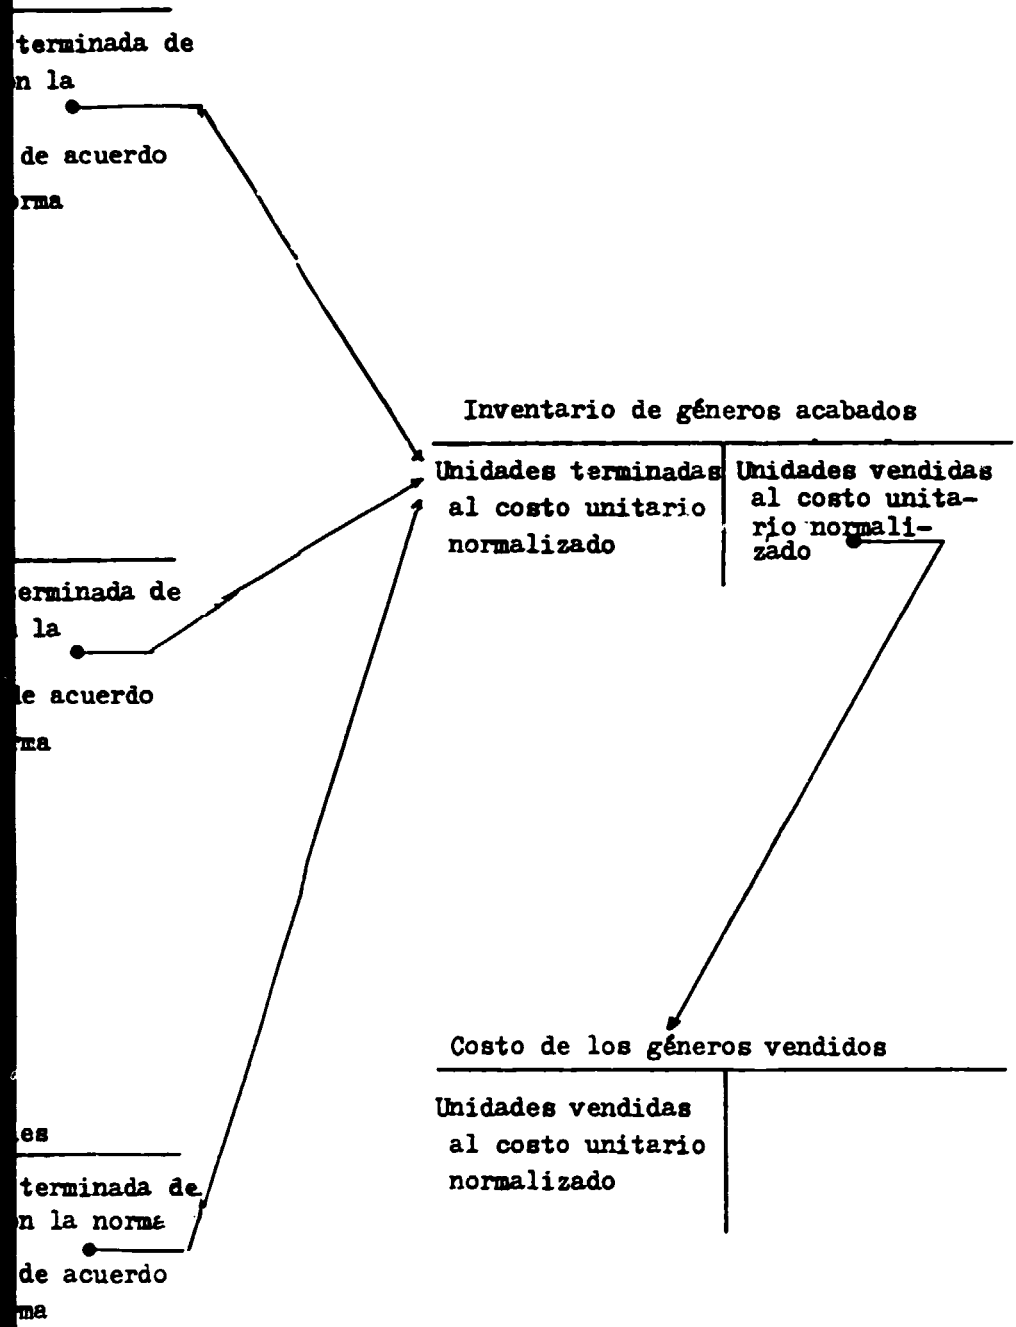 terminada de
n la
de acuerdo
rma
Inventario de géneros acabados
Unidades terminadas
al costo unitario
normalizado
Unidades vendidas
al costo unita-
rio normali-
zado
erminada de
la
de acuerdo
ma
Costo de los géneros vendidos
Unidades vendidas
al costo unitario
normalizado
es
terminada de
n la norma
de acuerdo
ma